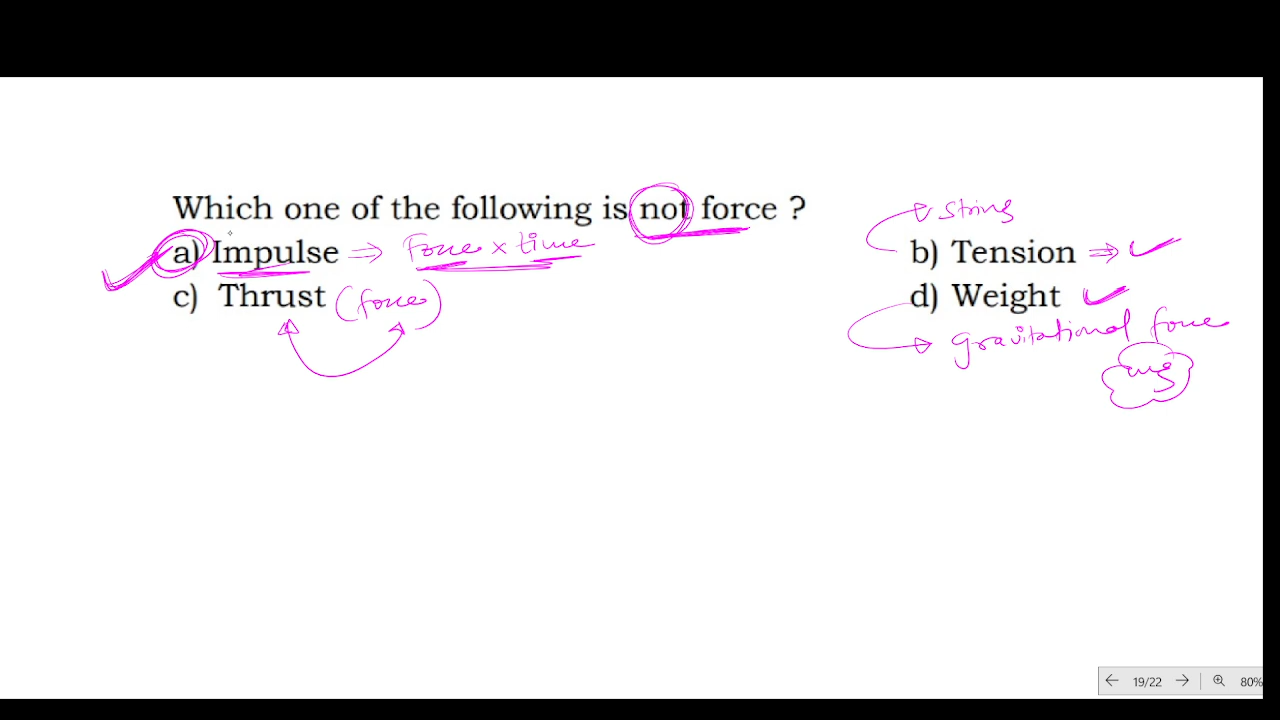 Which one of the following is not force ?
string
a) Impulse → Force × time
b) Tension ⇒ ✓
c) Thrust (force)
d) Weight ✓
gravitational force
mg
19/22
80%